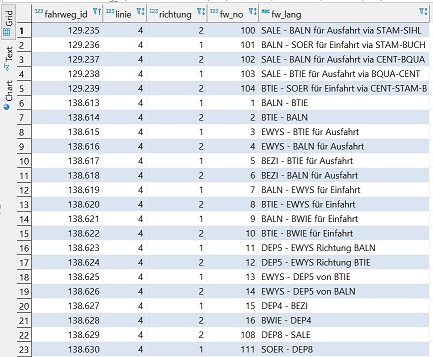 Grid
Text
Chart
123 fahrweg_id 123 linie 123 richtung 123 fw_no abc fw_lang
1 129.235 4 2 100 SALE - BALN für Ausfahrt via STAM-SIHL
2 129.236 4 1 101 BALN - SOER für Einfahrt via STAM-BUCH
3 129.237 4 2 102 SALE - BALN für Ausfahrt via CENT-BQUA
4 129.238 4 1 103 SALE - BTIE für Ausfahrt via BQUA-CENT
5 129.239 4 2 104 BTIE - SOER für Einfahrt via CENT-STAM-B
6 138.613 4 1 1 BALN - BTIE
7 138.614 4 2 2 BTIE - BALN
8 138.615 4 1 3 EWYS - BTIE für Ausfahrt
9 138.616 4 2 4 EWYS - BALN für Ausfahrt
10 138.617 4 1 5 BEZI - BTIE für Ausfahrt
11 138.618 4 2 6 BEZI - BALN für Ausfahrt
12 138.619 4 1 7 BALN - EWYS für Einfahrt
13 138.620 4 2 8 BTIE - EWYS für Einfahrt
14 138.621 4 1 9 BALN - BWIE für Einfahrt
15 138.622 4 2 10 BTIE - BWIE für Einfahrt
16 138.623 4 1 11 DEP5 - EWYS Richtung BALN
17 138.624 4 2 12 DEP5 - EWYS Richtung BTIE
18 138.625 4 1 13 EWYS - DEP5 von BTIE
19 138.626 4 2 14 EWYS - DEP5 von BALN
20 138.627 4 1 15 DEP4 - BEZI
21 138.628 4 2 16 BWIE - DEP4
22 138.629 4 2 108 DEP8 - SALE
23 138.630 4 1 111 SOER - DEP8